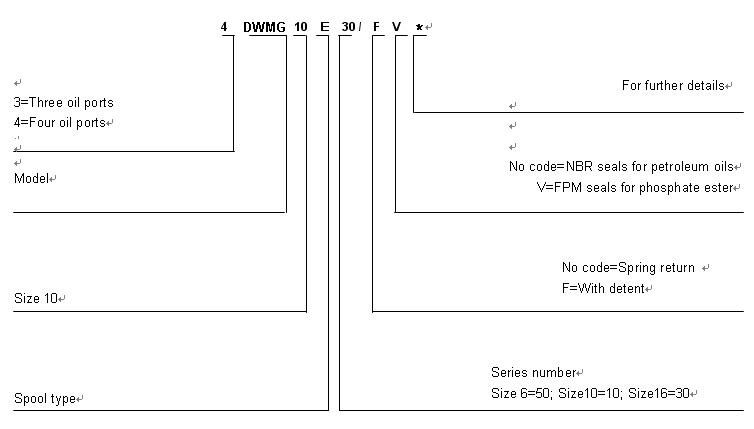 4 DWMG 10 E 30/ F V *
3=Three oil ports
4=Four oil ports
Model
Size 10
Spool type
For further details
No code=NBR seals for petroleum oils
V=FPM seals for phosphate ester
No code=Spring return
F=With detent
Series number
Size 6=50; Size10=10; Size16=30